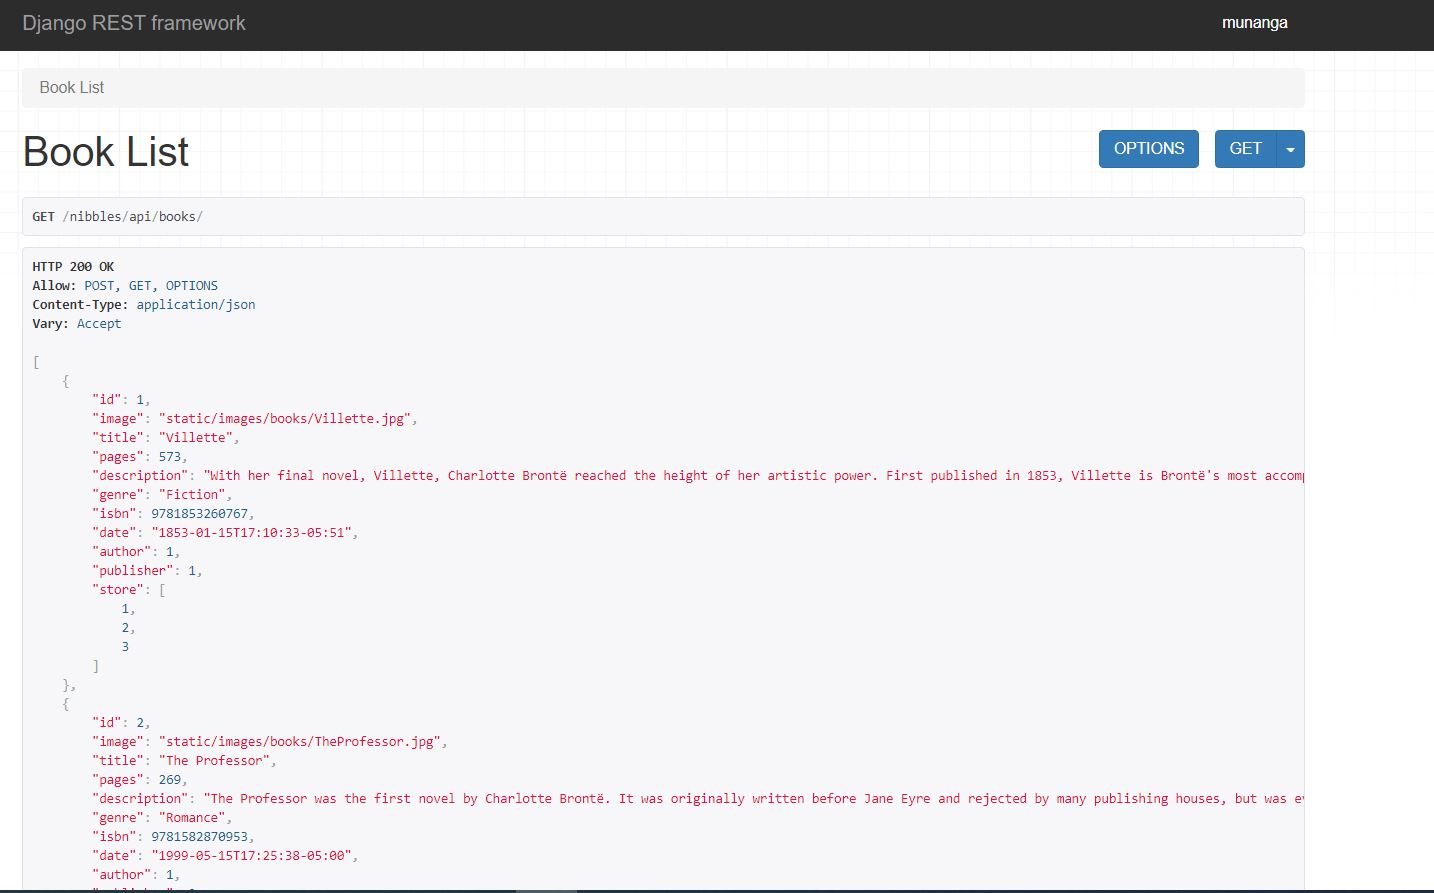 Django REST framework
munanga
Book List
Book List
OPTIONS
GET
GET /nibbles/api/books/
HTTP 200 OK
Allow: POST, GET, OPTIONS
Content-Type: application/json
Vary: Accept
[
{
"id": 1,
"image": "static/images/books/Villette.jpg",
"title": "Villette",
"pages": 573,
"description": "With her final novel, Villette, Charlotte Brontë reached the height of her artistic power. First published in 1853, Villette is Brontë's most
"genre": "Fiction",
"isbn": 9781853260767,
"date": "1853-01-15T17:10:33-05:51",
"author": 1,
"publisher": 1,
"store": [
1,
2,
3
]
},
{
"id": 2,
"image": "static/images/books/TheProfessor.jpg",
"title": "The Professor",
"pages": 269,
"description": "The Professor was the first novel by Charlotte Brontë. It was originally written before Jane Eyre and rejected by many publishing houses, but was
"genre": "Romance",
"isbn": 9781582870953,
"date": "1999-05-15T17:25:38-05:00",
"author": 1,